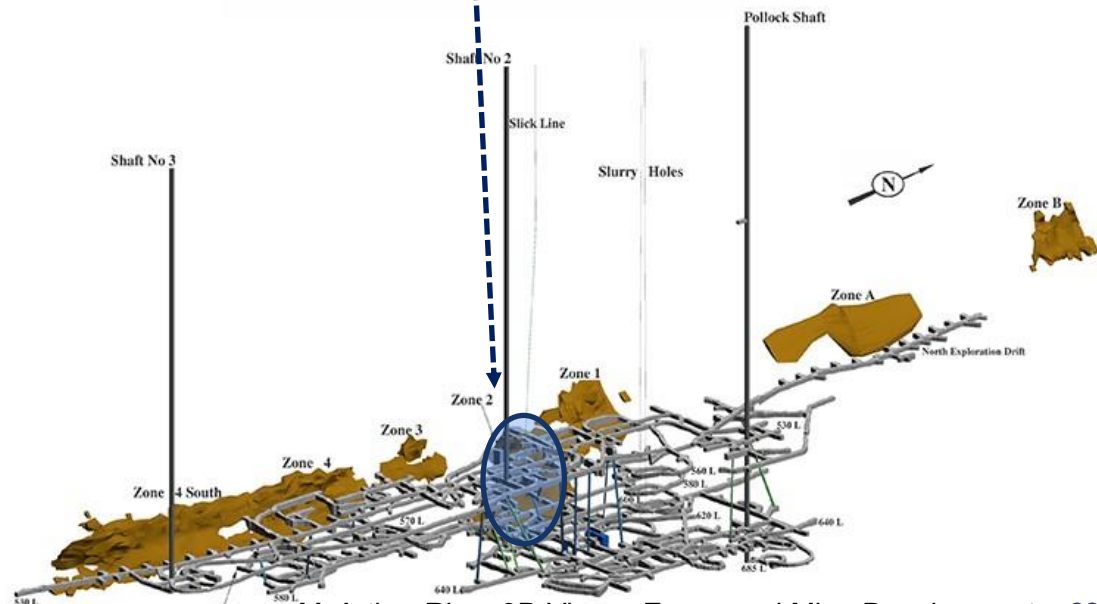 Pollock Shaft
Shaft No 2
Slick Line
Shaft No 3
Slurry Holes
N
Zone B
Zone A
North Exploration Drift
Zone 1
Zone 2
Zone 3
530 L
Zone 4
560 L
580 L
Zone 4 South
570 L
620 L
640 L
685 L
640 L
580 L
530 L